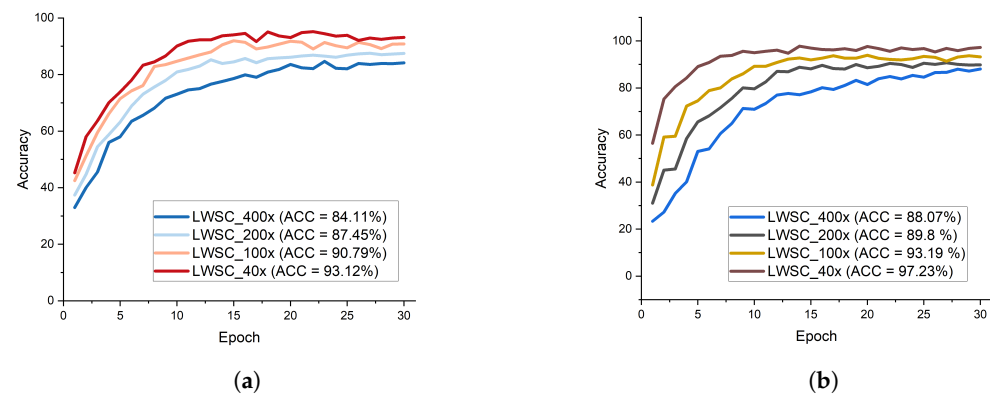 100
80
60
40
20
0
Accuracy
LWSC_400x (ACC = 84.11%)
LWSC_200x (ACC = 87.45%)
LWSC_100x (ACC = 90.79%)
LWSC_40x (ACC = 93.12%)
0 5 10 15 20 25 30
Epoch
(a)
100
80
60
40
20
0
Accuracy
LWSC_400x (ACC = 88.07%)
LWSC_200x (ACC = 89.8 %)
LWSC_100x (ACC = 93.19 %)
LWSC_40x (ACC = 97.23%)
0 5 10 15 20 25 30
Epoch
(b)